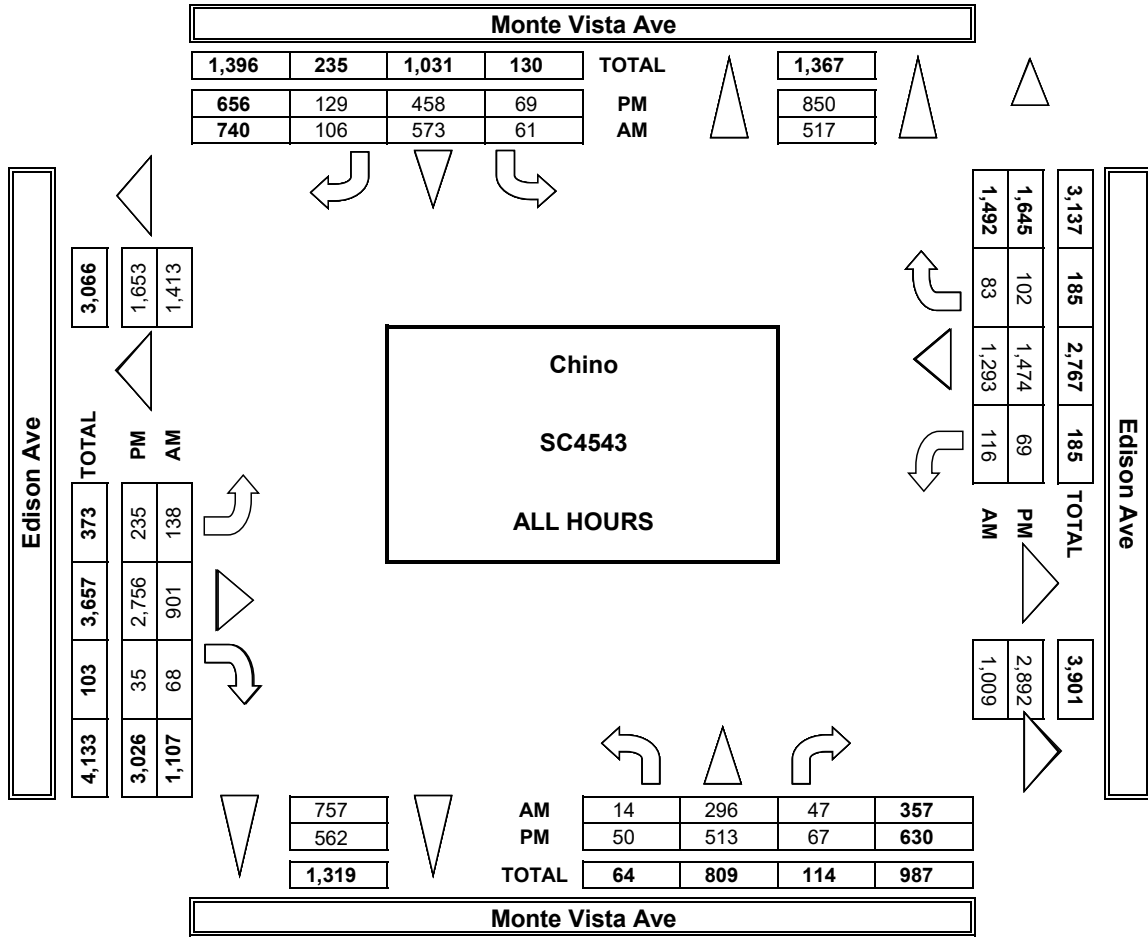 Monte Vista Ave
1,396 235 1,031 130 TOTAL 1,367
656 129 458 69 PM 850
740 106 573 61 AM 517
Edison Ave
3,066
1,653
1,413
TOTAL 373 3,657 103 4,133
PM 235 2,756 35 3,026
AM 138 901 68 1,107
Chino
SC4543
ALL HOURS
3,137 185 2,767 185 TOTAL 3,901
1,645 102 1,474 69 PM 2,892
1,492 83 1,293 116 AM 1,009
Edison Ave
757 AM 14 296 47 357
562 PM 50 513 67 630
1,319 TOTAL 64 809 114 987
Monte Vista Ave